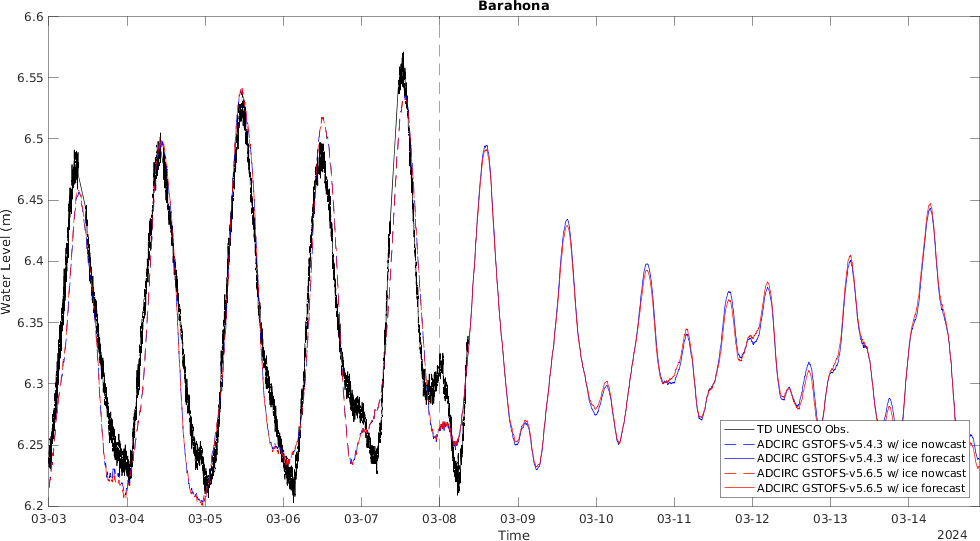 Barahona
6.6
6.55
6.5
6.45
6.4
6.35
6.3
6.25
6.2
Water Level (m)
TD UNESCO Obs.
ADCIRC GSTOFS-v5.4.3 w/ ice nowcast
ADCIRC GSTOFS-v5.4.3 w/ ice forecast
ADCIRC GSTOFS-v5.6.5 w/ ice nowcast
ADCIRC GSTOFS-v5.6.5 w/ ice forecast
03-03 03-04 03-05 03-06 03-07 03-08 03-09 03-10 03-11 03-12 03-13 03-14
Time
2024